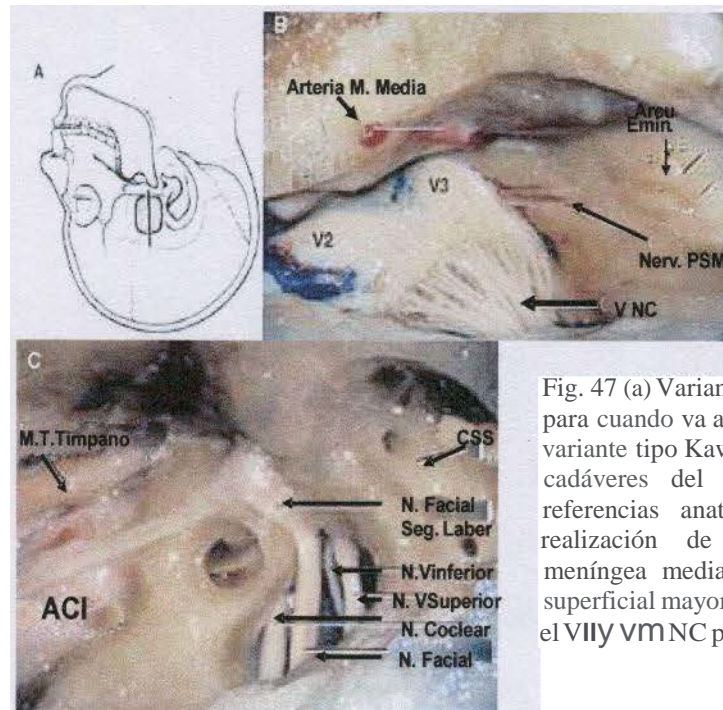 A
B
Arteria M. Media
Areu
Emin.
V3
V2
Nerv. PSM
V NC
C
M.T.Timpano
CSS
N. Facial
Seg. Laber
N.Vinferior
N. VSuperior
ACI
N. Coclear
N. Facial
Fig. 47 (a) Varian
para cuando va a
variante tipo Kav
cadáveres del
referencias anat
realización de
meníngea media
superficial mayor
el VIIy vm NC p